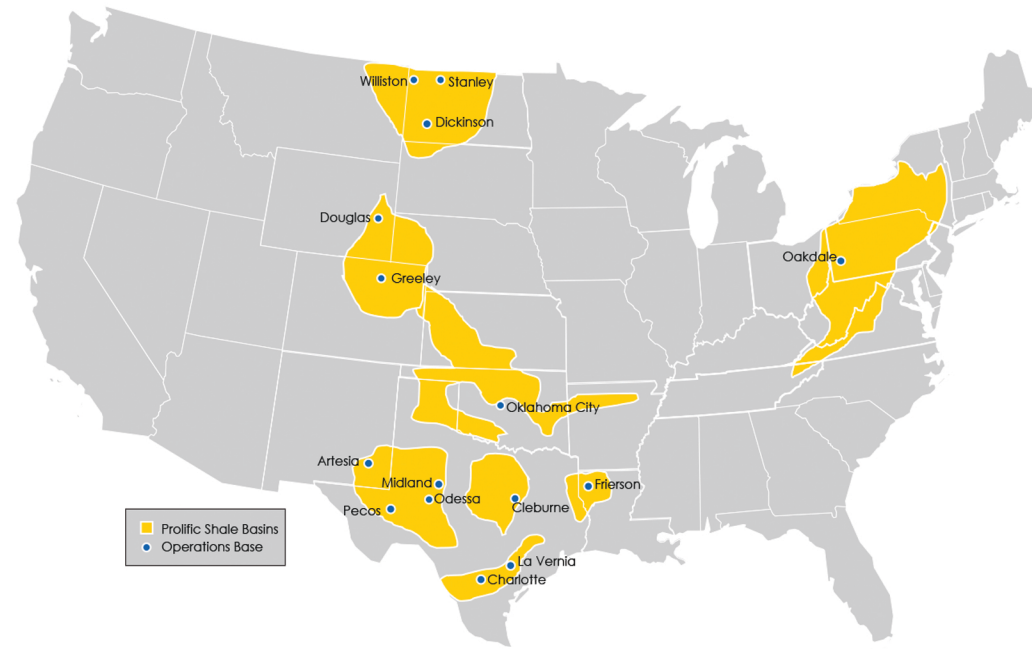 Williston
Stanley
Dickinson
Douglas
Greeley
Oakdale
Oklahoma City
Artesia
Midland
Odessa
Pecos
Cleburne
Frierson
La Vernia
Charlotte
Prolific Shale Basins
Operations Base